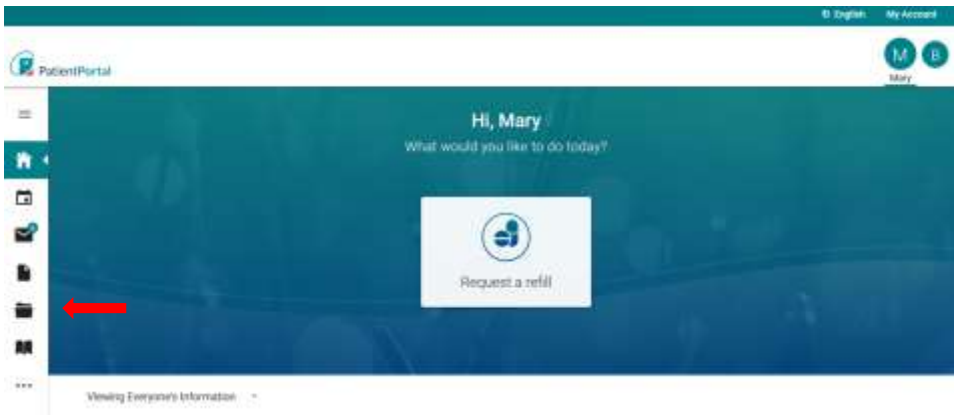 English My Account
PatientPortal
M B
Mary
Hi, Mary
What would you like to do today?
Request a refill
Viewing Everyone's Information